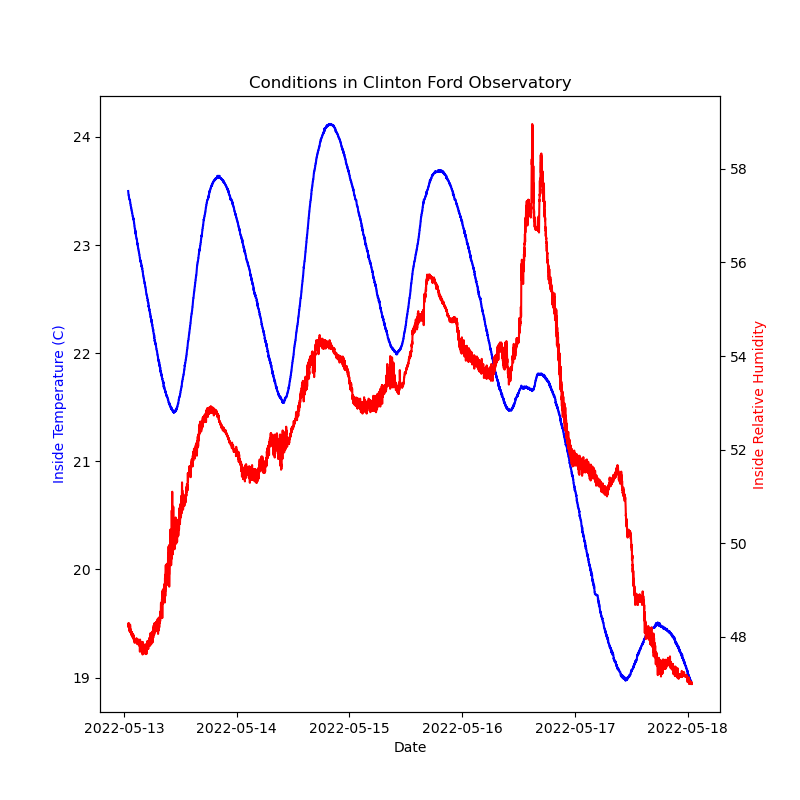 Conditions in Clinton Ford Observatory
Inside Temperature (C)
24
23
22
21
20
19
58
56
54
52
50
48
Inside Relative Humidity
2022-05-13 2022-05-14 2022-05-15 2022-05-16 2022-05-17 2022-05-18
Date